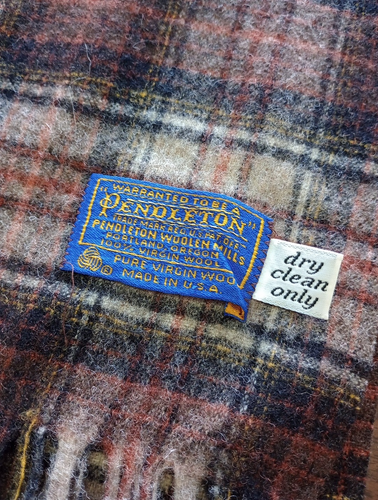 "WARRANTED TO BE A
PENDLETON"
TRADE MARK REG. U.S. PAT. OFF.
PENDLETON WOOLEN MILLS
PORTLAND, OREGON
100% VIRGIN WOOL
PURE VIRGIN WOOL
® MADE IN U.S.A.
dry
clean
only